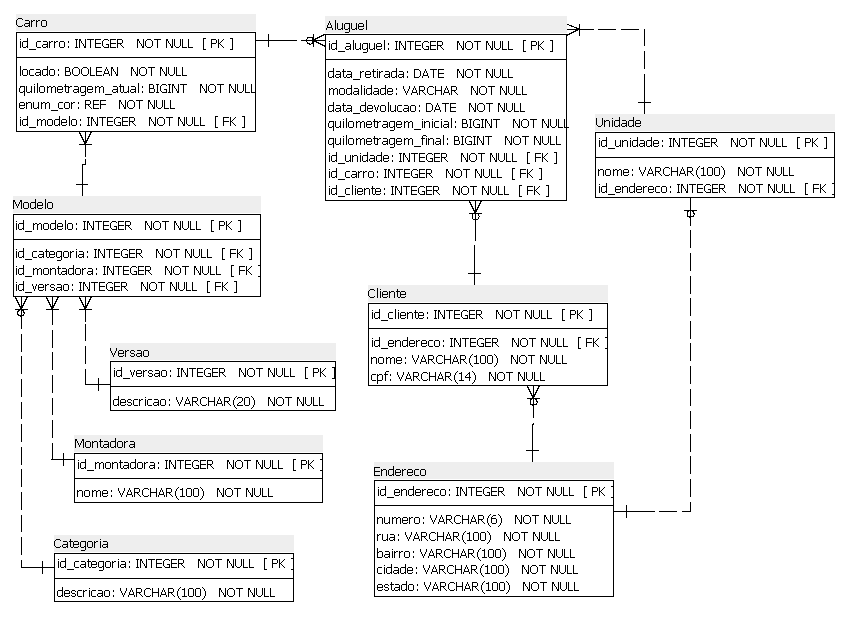 Carro
id_carro: INTEGER NOT NULL [ PK ]
locado: BOOLEAN NOT NULL
quilometragem_atual: BIGINT NOT NULL
enum_cor: REF NOT NULL
id_modelo: INTEGER NOT NULL [ FK ]
Aluguel
id_aluguel: INTEGER NOT NULL [ PK ]
data_retirada: DATE NOT NULL
modalidade: VARCHAR NOT NULL
data_devolucao: DATE NOT NULL
quilometragem_inicial: BIGINT NOT NULL
quilometragem_final: BIGINT NOT NULL
id_unidade: INTEGER NOT NULL [ FK ]
id_carro: INTEGER NOT NULL [ FK ]
id_cliente: INTEGER NOT NULL [ FK ]
Unidade
id_unidade: INTEGER NOT NULL [ PK ]
nome: VARCHAR(100) NOT NULL
id_endereco: INTEGER NOT NULL [ FK ]
Modelo
id_modelo: INTEGER NOT NULL [ PK ]
id_categoria: INTEGER NOT NULL [ FK ]
id_montadora: INTEGER NOT NULL [ FK ]
id_versao: INTEGER NOT NULL [ FK ]
Cliente
id_cliente: INTEGER NOT NULL [ PK ]
id_endereco: INTEGER NOT NULL [ FK ]
nome: VARCHAR(100) NOT NULL
cpf: VARCHAR(14) NOT NULL
Versao
id_versao: INTEGER NOT NULL [ PK ]
descricao: VARCHAR(20) NOT NULL
Montadora
id_montadora: INTEGER NOT NULL [ PK ]
nome: VARCHAR(100) NOT NULL
Endereco
id_endereco: INTEGER NOT NULL [ PK ]
numero: VARCHAR(6) NOT NULL
rua: VARCHAR(100) NOT NULL
bairro: VARCHAR(100) NOT NULL
cidade: VARCHAR(100) NOT NULL
estado: VARCHAR(100) NOT NULL
Categoria
id_categoria: INTEGER NOT NULL [ PK ]
descricao: VARCHAR(100) NOT NULL